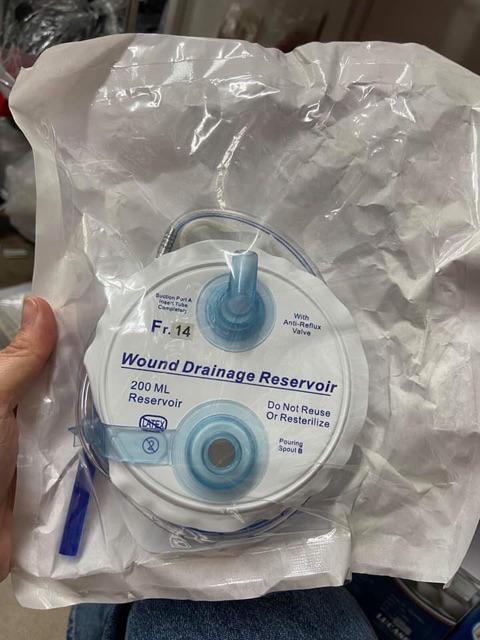 Suction Port A
Insert Tube
Completely
Fr. 14
With
Anti-Reflux
Valve
Wound Drainage Reservoir
200 ML
Reservoir
Do Not Reuse
Or Resterilize
LATEX
2
Pouring
Spout B